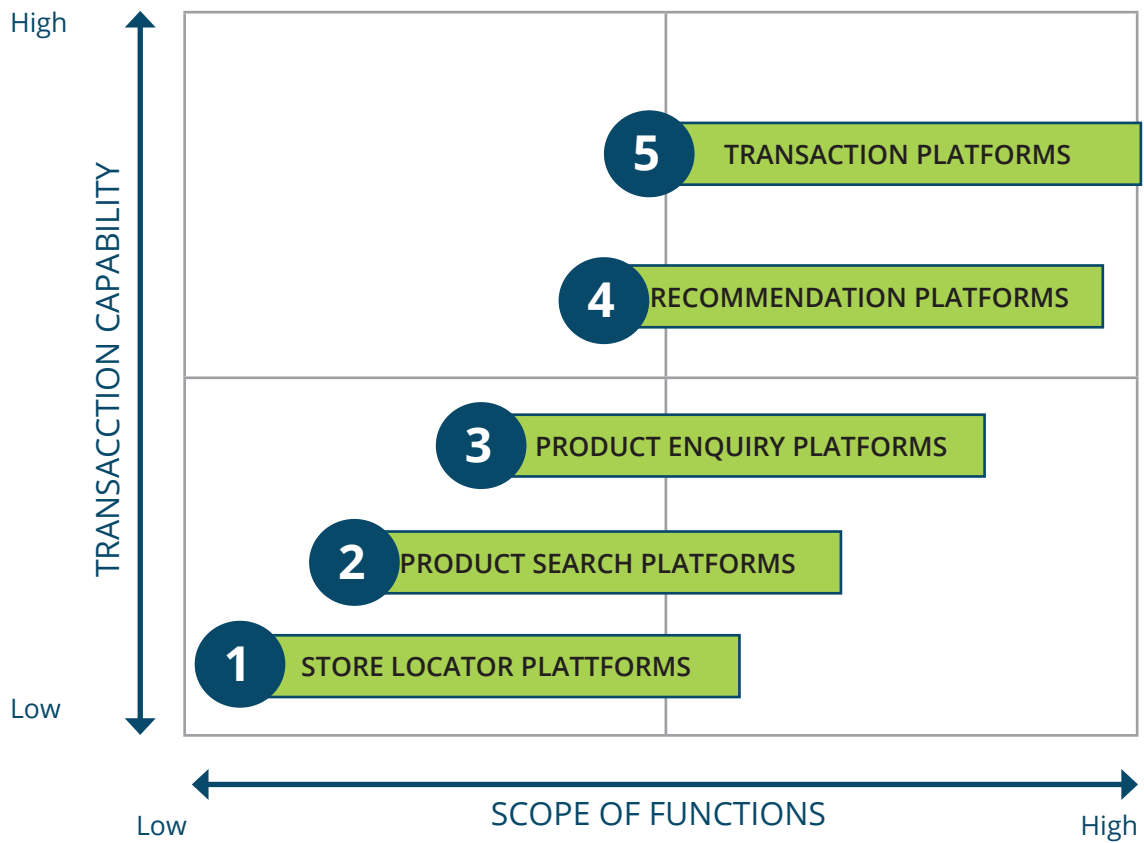 High
TRANSACCTION CAPABILITY
5
TRANSACTION PLATFORMS
4
RECOMMENDATION PLATFORMS
3
PRODUCT ENQUIRY PLATFORMS
2
PRODUCT SEARCH PLATFORMS
1
STORE LOCATOR PLATTFORMS
Low
SCOPE OF FUNCTIONS
Low
High